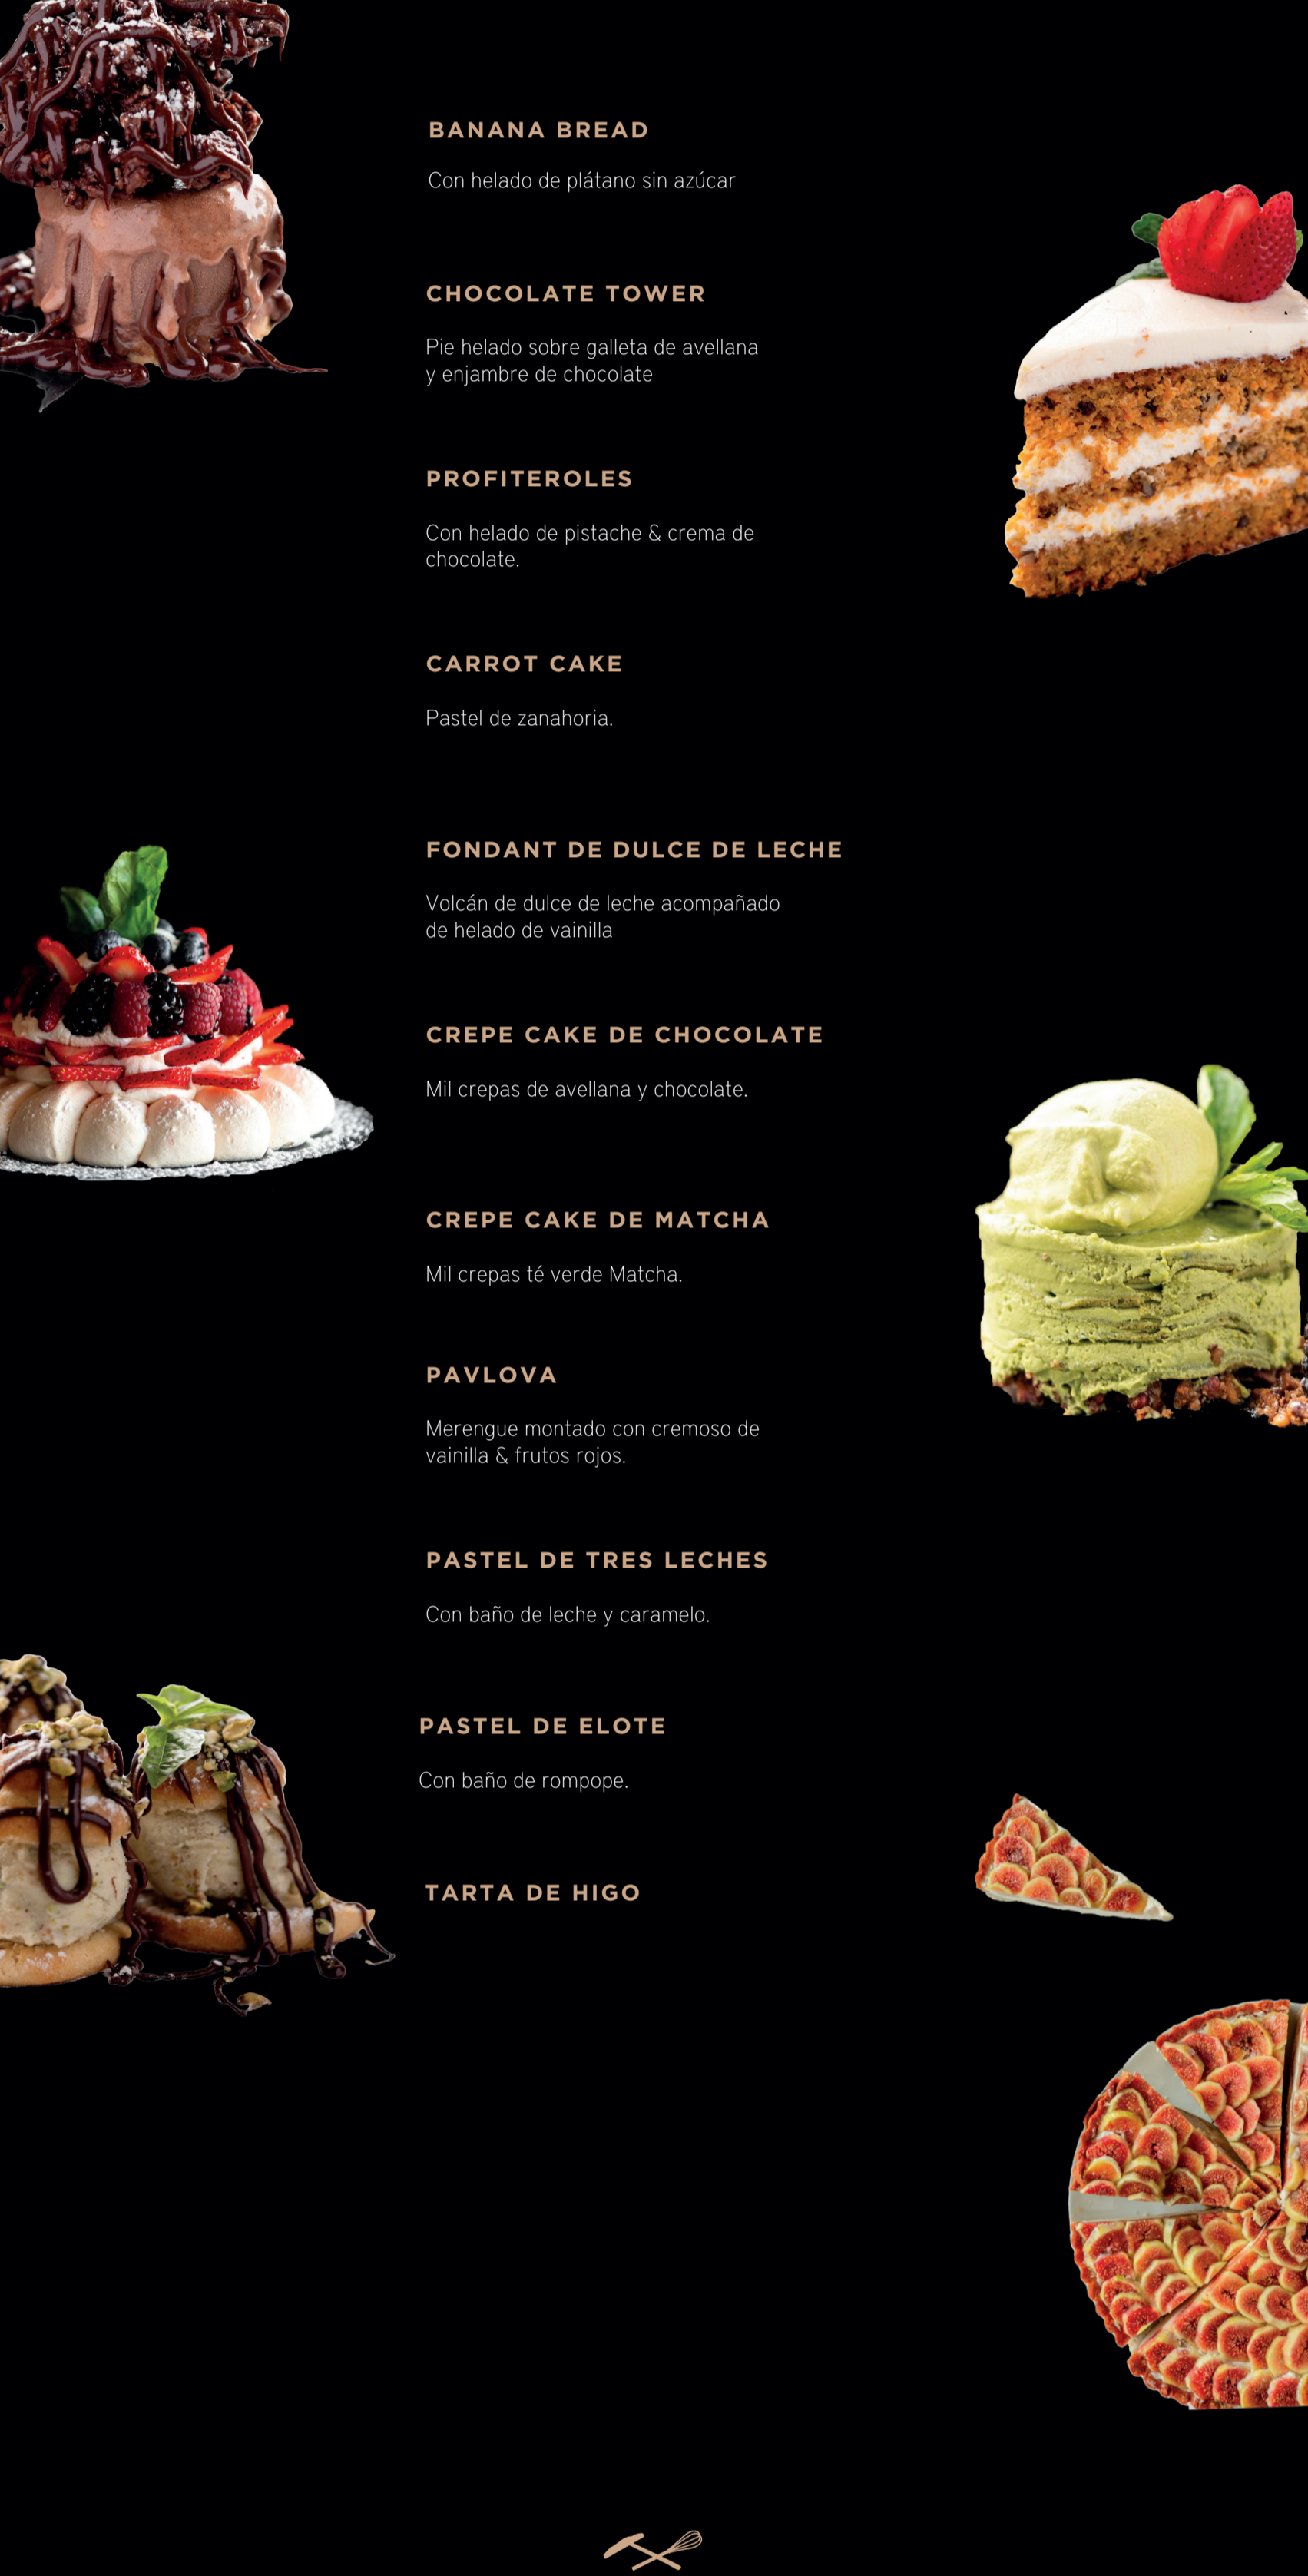 BANANA BREAD
Con helado de plátano sin azúcar
CHOCOLATE TOWER
Pie helado sobre galleta de avellana
y enjambre de chocolate
PROFITEROLES
Con helado de pistache & crema de
chocolate.
CARROT CAKE
Pastel de zanahoria.
FONDANT DE DULCE DE LECHE
Volcán de dulce de leche acompañado
de helado de vainilla
CREPE CAKE DE CHOCOLATE
Mil crepas de avellana y chocolate.
CREPE CAKE DE MATCHA
Mil crepas té verde Matcha.
PAVLOVA
Merengue montado con cremoso de
vainilla & frutos rojos.
PASTEL DE TRES LECHES
Con baño de leche y caramelo.
PASTEL DE ELOTE
Con baño de rompope.
TARTA DE HIGO